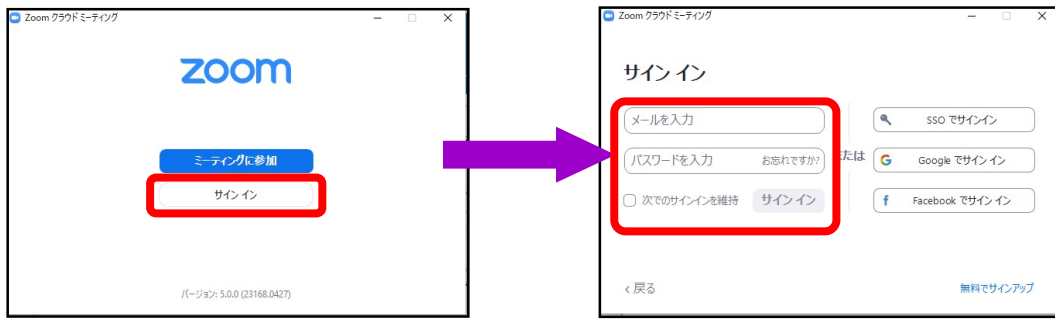 Zoom クラウドミーティング
zoom
ミーティングに参加
サイン イン
バージョン: 5.0.0 (23168.0427)
Zoom クラウドミーティング
サイン イン
メールを入力
パスワードを入力 お忘れですか?
次でのサインインを維持 サイン イン
たは
SSO でサインイン
Google でサイン イン
Facebook でサイン イン
< 戻る
無料でサインアップ